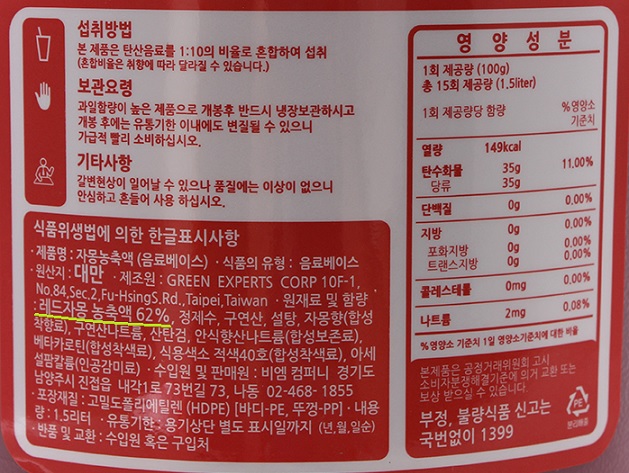 섭취방법
본 제품은 탄산음료를 1:10의 비율로 혼합하여 섭취
(혼합비율은 취향에 따라 달라질 수 있습니다.)
보관요령
과일함량이 높은 제품으로 개봉후 반드시 냉장보관하시고
개봉 후에는 유통기한 이내에도 변질될 수 있으니
가급적 빨리 소비하십시오.
기타사항
갈변현상이 일어날 수 있으나 품질에는 이상이 없으니
안심하고 흔들어 사용 하십시오.
식품위생법에 의한 한글표시사항
· 제품명 : 자몽농축액 (음료베이스) · 식품의 유형 : 음료베이스
· 원산지 : 대만 · 제조원 : GREEN EXPERTS CORP 10F-1,
No.84,Sec.2,Fu-HsingS,Rd.,Taipei,Taiwan · 원재료 및 함량
: 레드자몽 농축액 62%, 정제수, 구연산, 설탕, 자몽향(합성
착향료), 구연산나트륨, 잔탄검, 안식향산나트륨(합성보존료),
베타카로틴(합성착색료), 식용색소 적색40호(합성착색료), 아세
설팜칼륨(인공감미료) · 수입원 및 판매원 : 비엠 컴퍼니 경기도
남양주시 진접읍 내각1로 73번길 73, 나동 02-468-1855
· 포장재질 : 고밀도폴리에틸렌 (HDPE) [바디-PE, 뚜껑-PP] · 내용
량 : 1,5리터 · 유통기한 : 용기상단 별도 표시일까지 (년,월,일순)
· 반품 및 교환 : 수입원 혹은 구입처
영양성분
1회 제공량 (100g)
총 15회 제공량 (1.5liter)
1회 제공량당 함량 %영양소 기준치
열량 149kcal
탄수화물 35g 11.00%
당류 35g
단백질 0g 0.00%
지방 0g 0.00%
포화지방 0g 0.00%
트랜스지방 0g 0.00%
콜레스테롤 0mg 0.00%
나트륨 2mg 0.08%
%영양소 기준치 1일 영양소기준치에 대한 비율
본제품은 공정거래위원회 고시
소비자분쟁해결기준에 의거 교환 또는
보상 받으실 수 있습니다.
부정, 불량식품 신고는
국번없이 1399
PE
분리배출